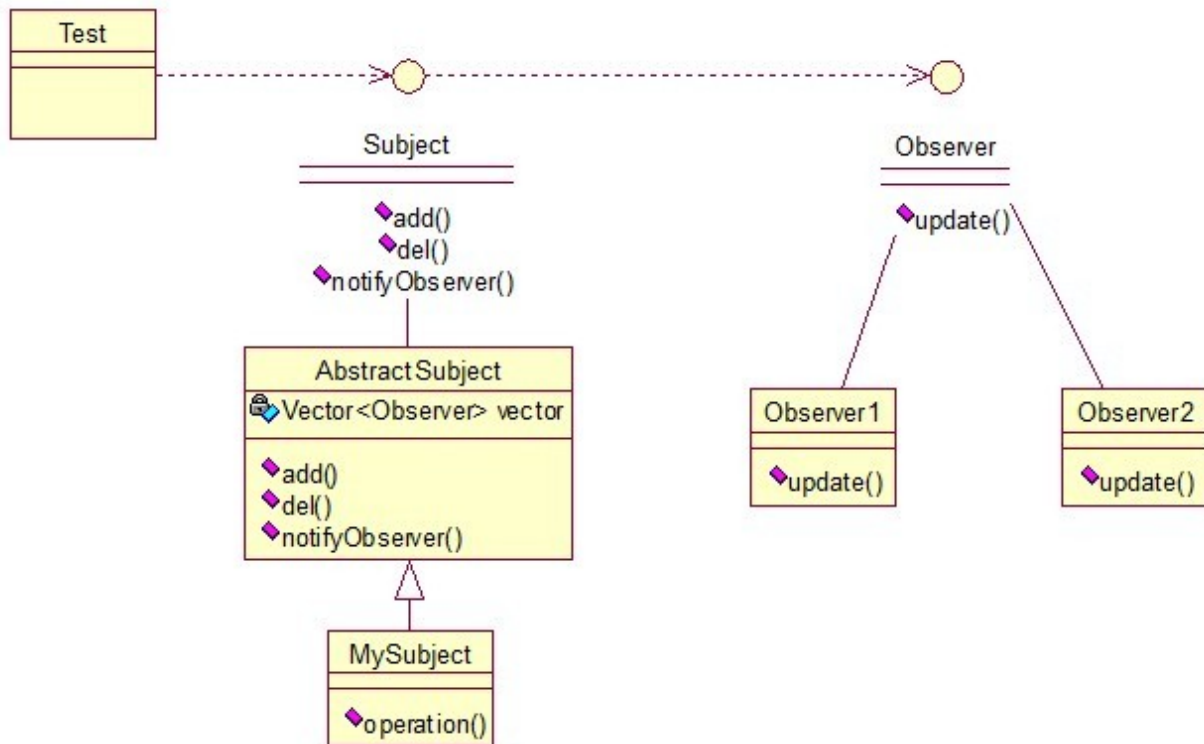 Test
Subject
add()
del()
notifyObserver()
Observer
update()
AbstractSubject
Vector<Observer> vector
add()
del()
notifyObserver()
MySubject
operation()
Observer1
update()
Observer2
update()